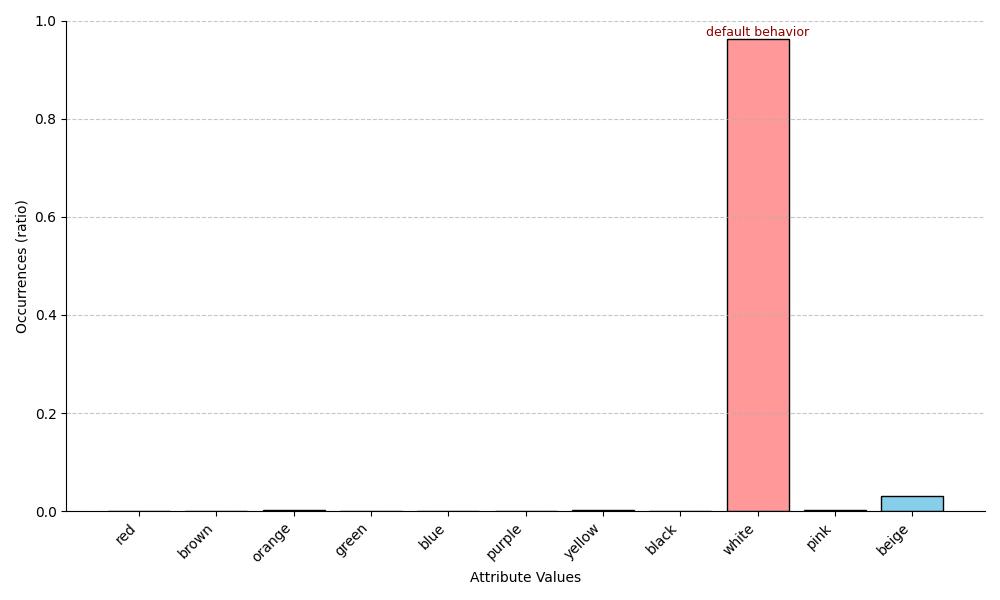 1.0
default behavior
0.8
0.6
0.4
0.2
0.0
Occurrences (ratio)
red
brown
orange
green
blue
purple
yellow
black
white
pink
beige
Attribute Values